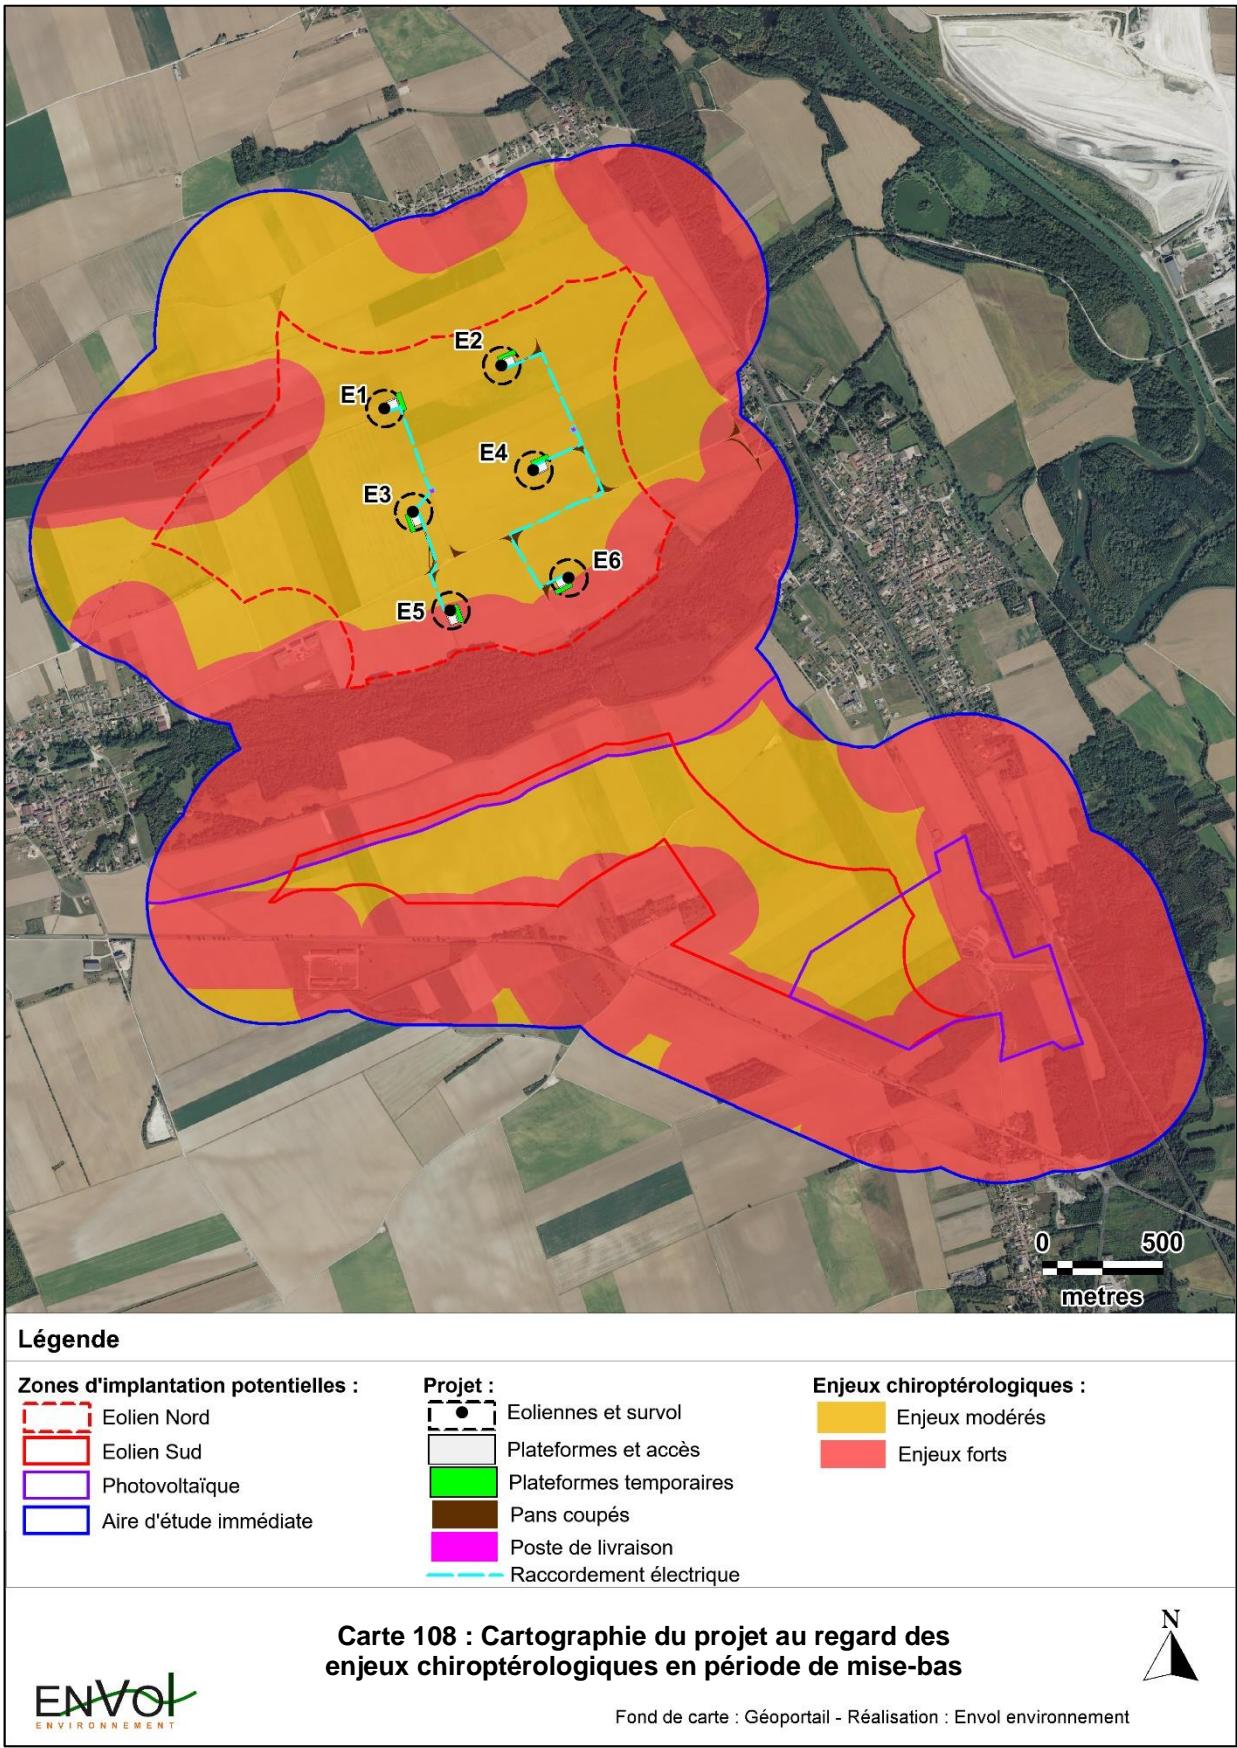 E2
E1
E4
E3
E6
E5
0 500
metres
Légende
Zones d'implantation potentielles :
Eolien Nord
Eolien Sud
Photovoltaïque
Aire d'étude immédiate
Projet :
Eoliennes et survol
Plateformes et accès
Plateformes temporaires
Pans coupés
Poste de livraison
Raccordement électrique
Enjeux chiroptérologiques :
Enjeux modérés
Enjeux forts
Carte 108 : Cartographie du projet au regard des
enjeux chiroptérologiques en période de mise-bas
N
ENVOl
ENVIRONNEMENT
Fond de carte : Géoportail - Réalisation : Envol environnement